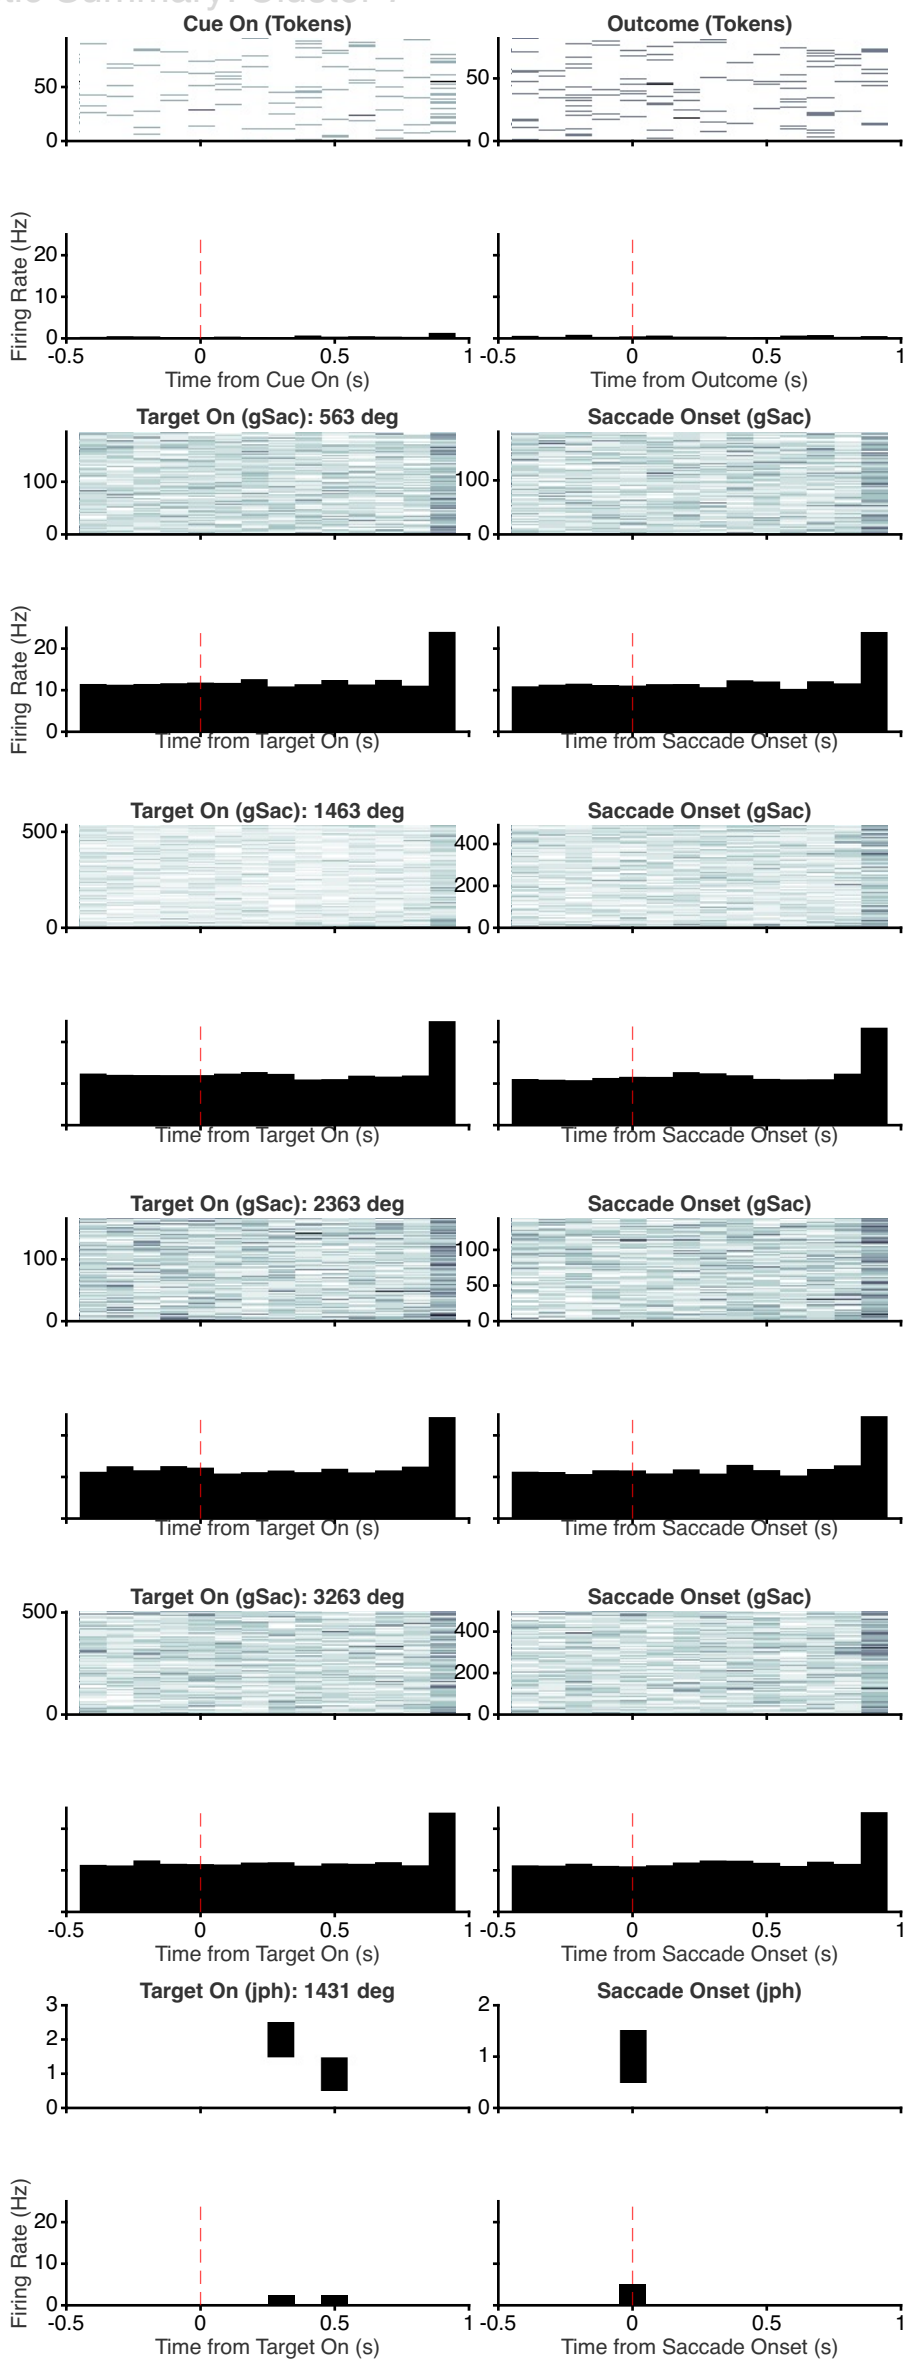 Summary: Cluster
Cue On (Tokens) Outcome (Tokens)
50 50
0 0
Firing Rate (Hz)
20
10
0
-0.5 0 0.5 1 -0.5 0 0.5 1
Time from Cue On (s) Time from Outcome (s)
Target On (gSac): 563 deg Saccade Onset (gSac)
100 100
0 0
Firing Rate (Hz)
20
10
0
Time from Target On (s) Time from Saccade Onset (s)
Target On (gSac): 1463 deg Saccade Onset (gSac)
500 400
200
0 0
Time from Target On (s) Time from Saccade Onset (s)
Target On (gSac): 2363 deg Saccade Onset (gSac)
100 100
50
0 0
Time from Target On (s) Time from Saccade Onset (s)
Target On (gSac): 3263 deg Saccade Onset (gSac)
500 400
200
0 0
-0.5 0 0.5 1 -0.5 0 0.5 1
Time from Target On (s) Time from Saccade Onset (s)
Target On (jph): 1431 deg Saccade Onset (jph)
3 2
2
1 1
0 0
Firing Rate (Hz)
20
10
0
-0.5 0 0.5 1 -0.5 0 0.5 1
Time from Target On (s) Time from Saccade Onset (s)